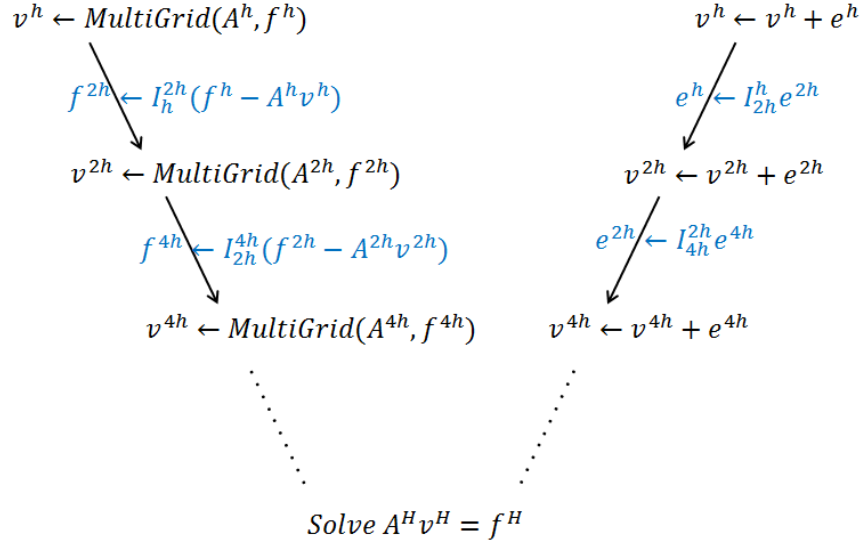 v^h ← MultiGrid(A^h, f^h)
v^h ← v^h + e^h
f^{2h} ← I_h^{2h}(f^h − A^h v^h)
e^h ← I_{2h}^h e^{2h}
v^{2h} ← MultiGrid(A^{2h}, f^{2h})
v^{2h} ← v^{2h} + e^{2h}
f^{4h} ← I_{2h}^{4h}(f^{2h} − A^{2h} v^{2h})
e^{2h} ← I_{4h}^{2h} e^{4h}
v^{4h} ← MultiGrid(A^{4h}, f^{4h})
v^{4h} ← v^{4h} + e^{4h}
Solve A^H v^H = f^H